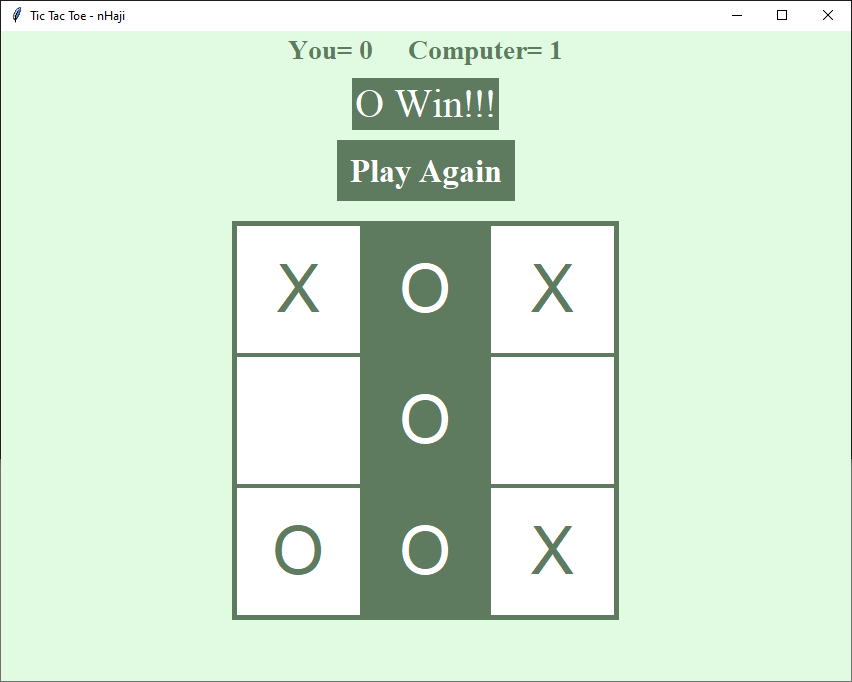 Tic Tac Toe - nHaji
You= 0 Computer= 1
O Win!!!
Play Again
X O X
O
O O X